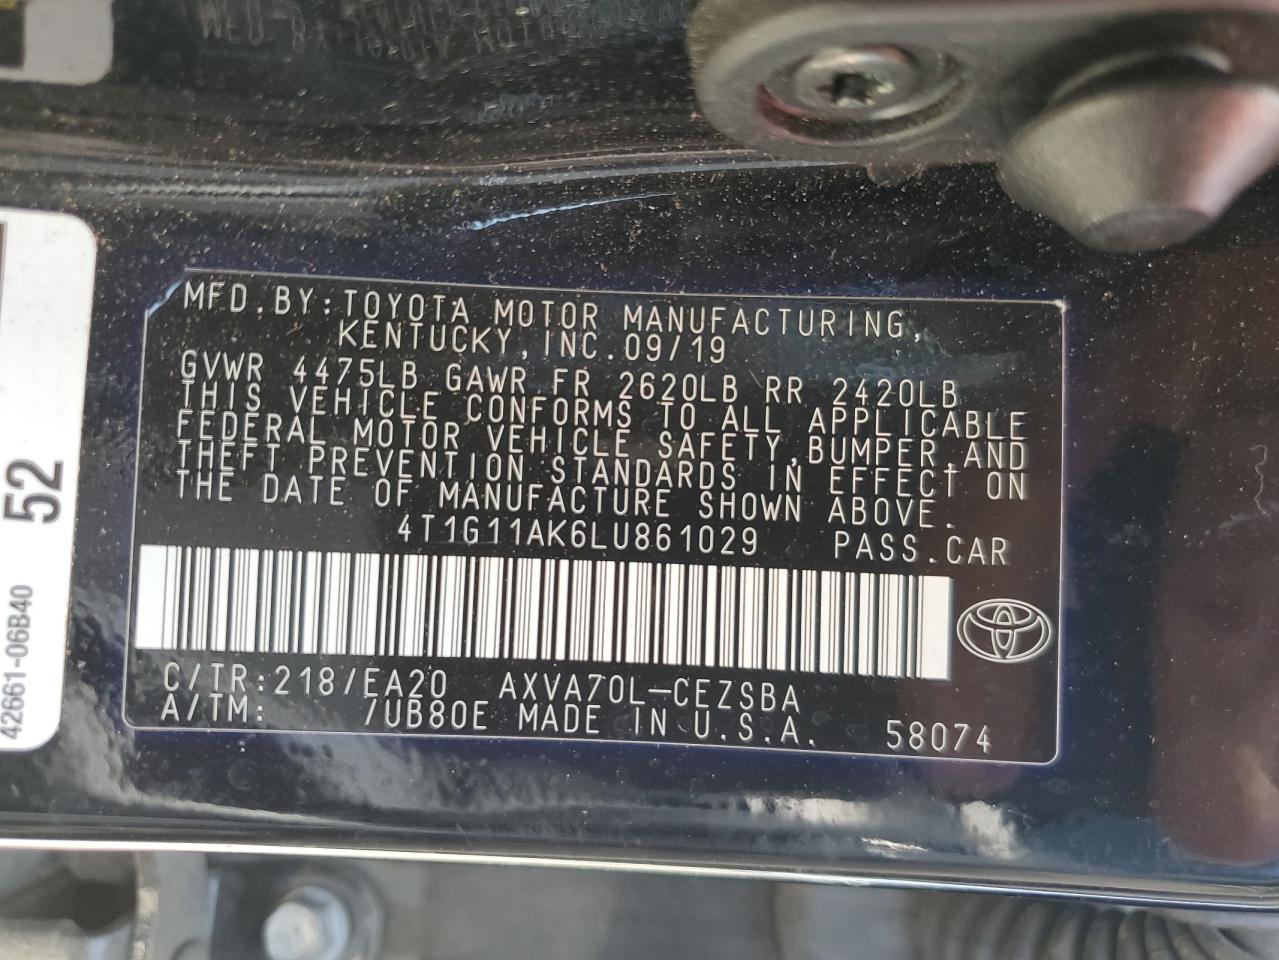 MFD.BY:TOYOTA MOTOR MANUFACTURING,
KENTUCKY,INC.09/19
GVWR 4475LB GAWR FR 2620LB RR 2420LB
THIS VEHICLE CONFORMS TO ALL APPLICABLE
FEDERAL MOTOR VEHICLE SAFETY,BUMPER,AND
THEFT PREVENTION STANDARDS IN EFFECT ON
THE DATE OF MANUFACTURE SHOWN ABOVE.
4T1G11AK6LU861029 PASS.CAR
C/TR:218/EA20 AXVA70L-CEZSBA
A/TM: /UB80E MADE IN U.S.A. 58074
52
42661-06B40